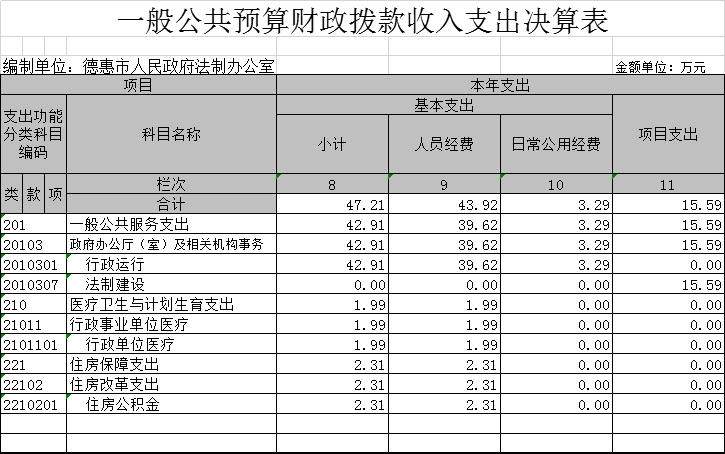 一般公共预算财政拨款收入支出决算表
编制单位：德惠市人民政府法制办公室 金额单位：万元
项目 本年支出
支出功能分类科目编码 科目名称 基本支出 项目支出
小计 人员经费 日常公用经费
类 款 项 栏次 8 9 10 11
合计 47.21 43.92 3.29 15.59
201 一般公共服务支出 42.91 39.62 3.29 15.59
20103 政府办公厅（室）及相关机构事务 42.91 39.62 3.29 15.59
2010301 行政运行 42.91 39.62 3.29 0.00
2010307 法制建设 0.00 0.00 0.00 15.59
210 医疗卫生与计划生育支出 1.99 1.99 0.00 0.00
21011 行政事业单位医疗 1.99 1.99 0.00 0.00
2101101 行政单位医疗 1.99 1.99 0.00 0.00
221 住房保障支出 2.31 2.31 0.00 0.00
22102 住房改革支出 2.31 2.31 0.00 0.00
2210201 住房公积金 2.31 2.31 0.00 0.00